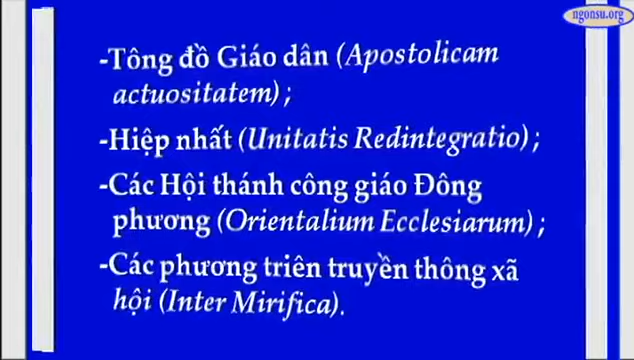 ngonsu.org
-Tông đồ Giáo dân (Apostolicam
actuositatem) ;
-Hiệp nhất (Unitatis Redintegratio) ;
-Các Hội thánh công giáo Đông
phương (Orientalium Ecclesiarum) ;
-Các phương triên truyền thông xã
hội (Inter Mirifica).